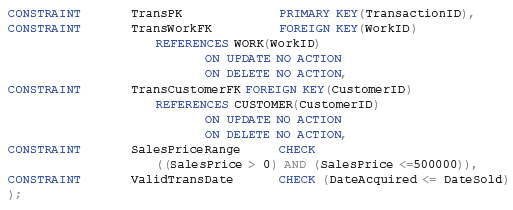 CONSTRAINT TransPK PRIMARY KEY(TransactionID),
CONSTRAINT TransWorkFK FOREIGN KEY(WorkID)
REFERENCES WORK(WorkID)
ON UPDATE NO ACTION
ON DELETE NO ACTION,
CONSTRAINT TransCustomerFK FOREIGN KEY(CustomerID)
REFERENCES CUSTOMER(CustomerID)
ON UPDATE NO ACTION
ON DELETE NO ACTION,
CONSTRAINT SalesPriceRange CHECK
((SalesPrice > 0) AND (SalesPrice <=500000)),
CONSTRAINT ValidTransDate CHECK (DateAcquired <= DateSold)
);